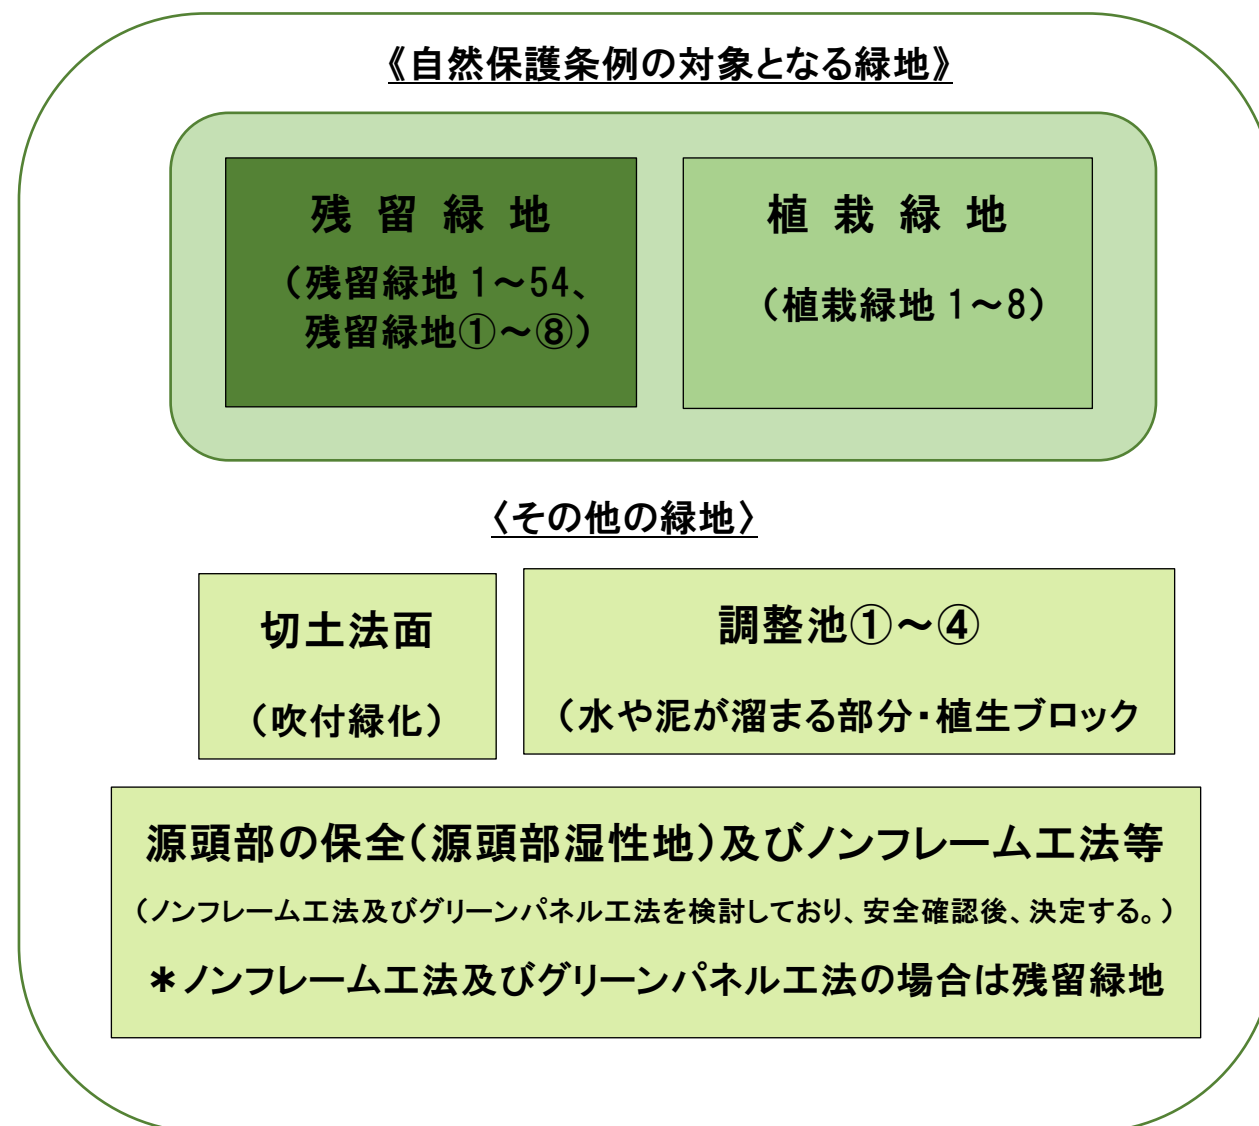 《自然保護条例の対象となる緑地》
残留緑地
（残留緑地 1～54、
残留緑地①～⑧）
植栽緑地
（植栽緑地 1～8）
〈その他の緑地〉
切土法面
（吹付緑化）
調整池①～④
（水や泥が溜まる部分・植生ブロック
源頭部の保全（源頭部湿性地）及びノンフレーム工法等
（ノンフレーム工法及びグリーンパネル工法を検討しており、安全確認後、決定する。）
＊ノンフレーム工法及びグリーンパネル工法の場合は残留緑地